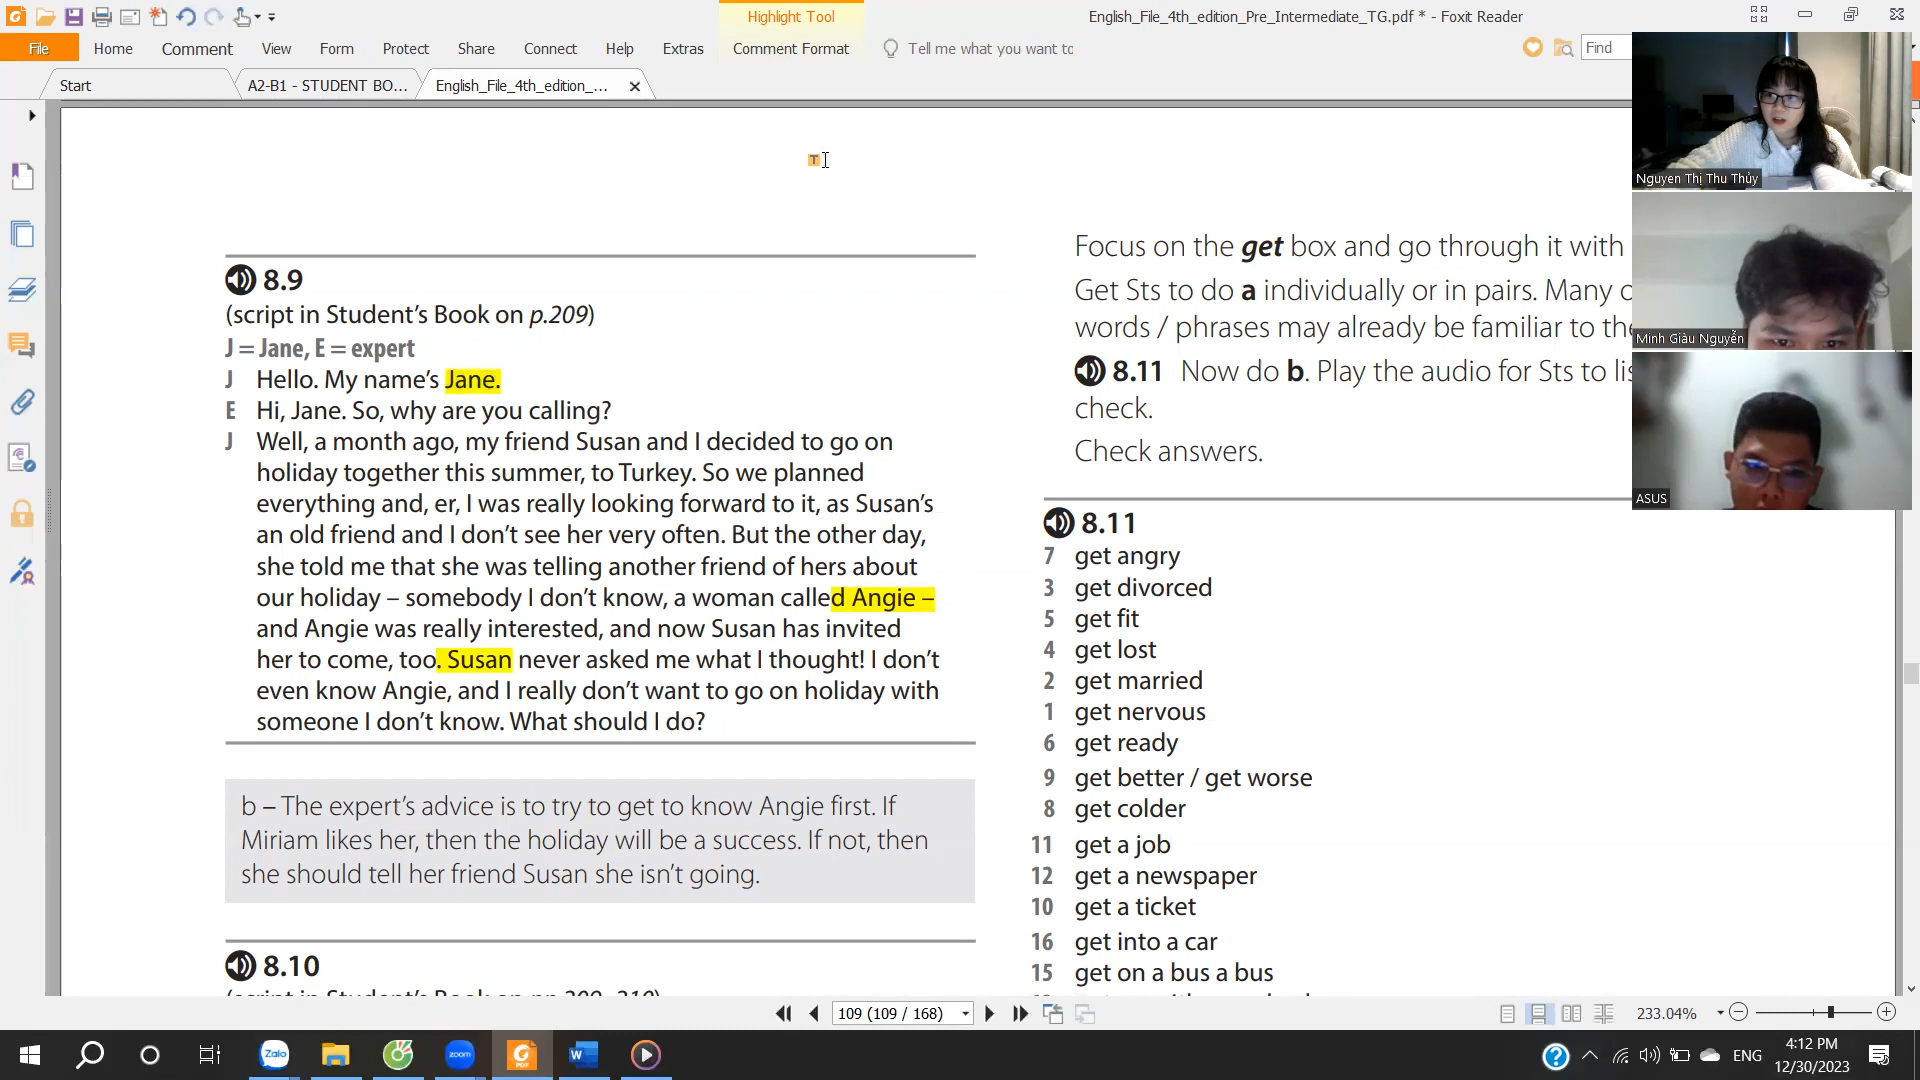 Highlight Tool
English_File_4th_edition_Pre_Intermediate_TG.pdf * - Foxit Reader
File
Home
Comment
View
Form
Protect
Share
Connect
Help
Extras
Comment Format
Tell me what you want to
Find
Start
A2-B1 - STUDENT BO...
English_File_4th_edition_...
8.9
(script in Student's Book on p.209)
J = Jane, E = expert
J Hello. My name's Jane.
E Hi, Jane. So, why are you calling?
J Well, a month ago, my friend Susan and I decided to go on
holiday together this summer, to Turkey. So we planned
everything and, er, I was really looking forward to it, as Susan's
an old friend and I don't see her very often. But the other day,
she told me that she was telling another friend of hers about
our holiday – somebody I don't know, a woman called Angie –
and Angie was really interested, and now Susan has invited
her to come, too. Susan never asked me what I thought! I don't
even know Angie, and I really don't want to go on holiday with
someone I don't know. What should I do?
b – The expert's advice is to try to get to know Angie first. If
Miriam likes her, then the holiday will be a success. If not, then
she should tell her friend Susan she isn't going.
8.10
Focus on the get box and go through it with
Get Sts to do a individually or in pairs. Many
words / phrases may already be familiar to
8.11 Now do b. Play the audio for Sts to
check.
Check answers.
8.11
7 get angry
3 get divorced
5 get fit
4 get lost
2 get married
1 get nervous
6 get ready
9 get better / get worse
8 get colder
11 get a job
12 get a newspaper
10 get a ticket
16 get into a car
15 get on a bus a bus
Nguyen Thị Thu Thủy
Minh Giàu Nguyễn
ASUS
109 (109 / 168)
233.04%
Zalo
zoom
PDF
W
ENG
4:12 PM
12/30/2023